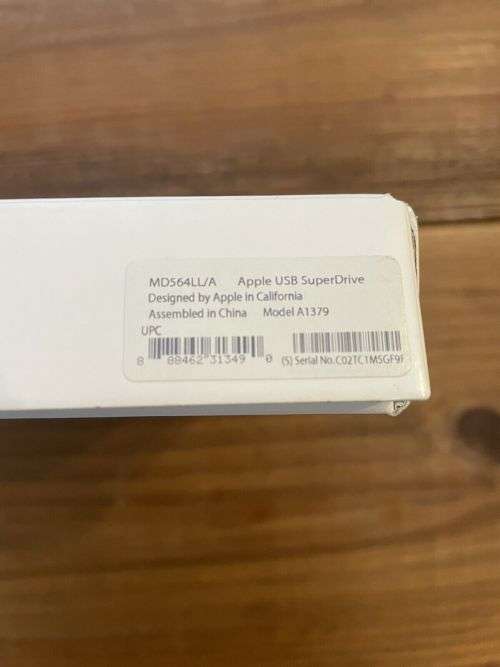 MD564LL/A Apple USB SuperDrive
Designed by Apple in California
Assembled in China Model A1379
UPC
8 88462 31349 0 (S) Serial No.C02TC1M5GF9F